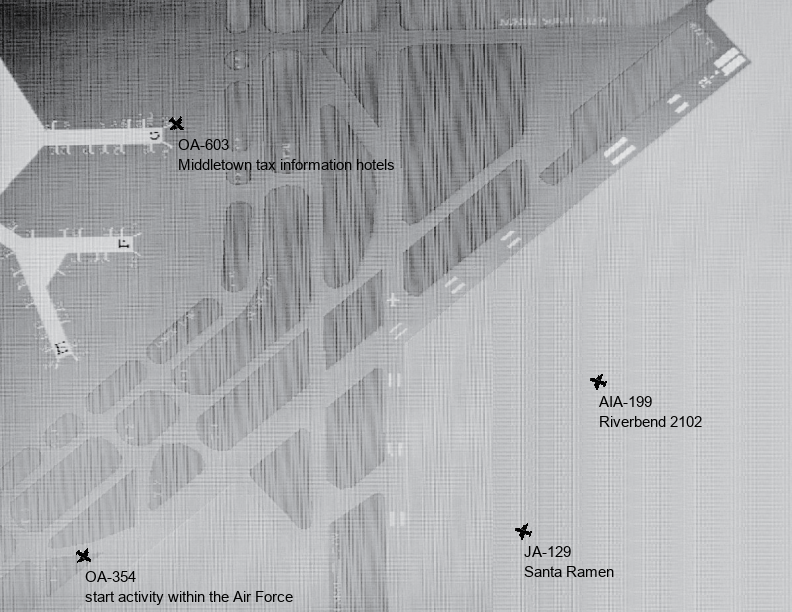 OA-603
Middletown tax information hotels
AIA-199
Riverbend 2102
JA-129
Santa Ramen
OA-354
start activity within the Air Force